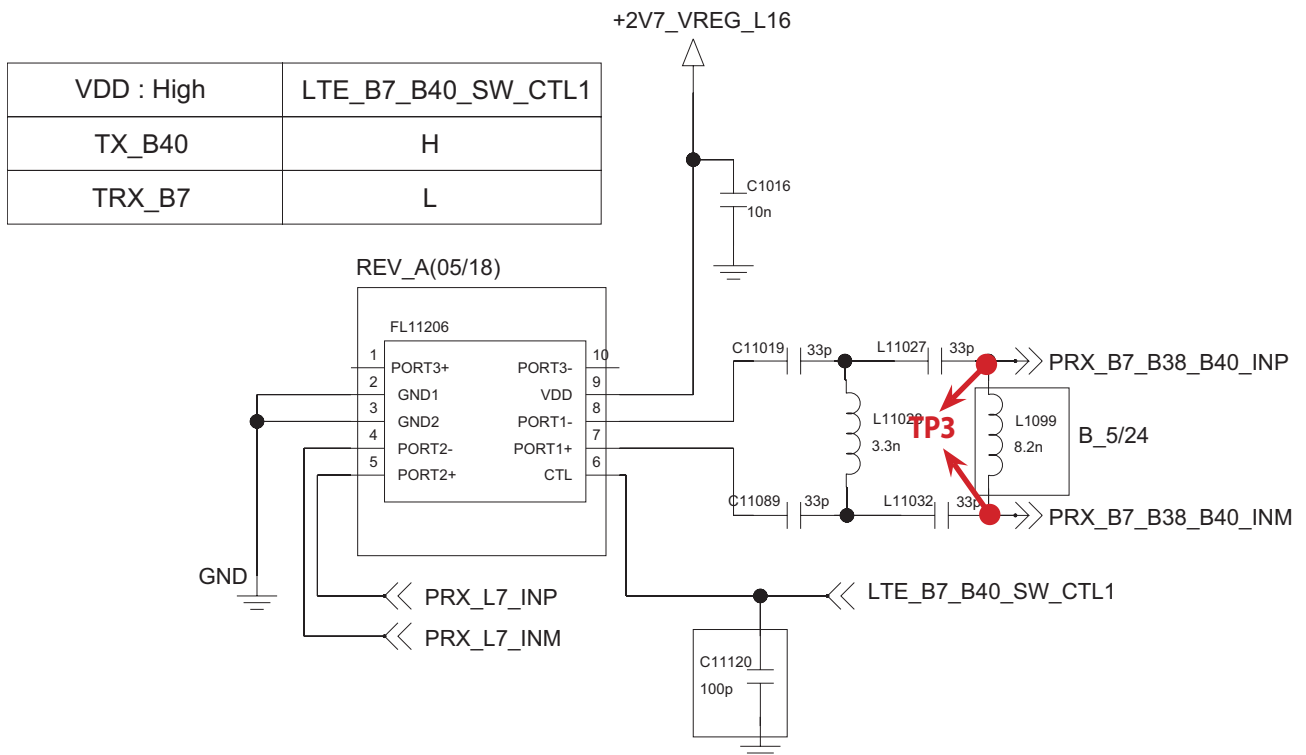 +2V7_VREG_L16
VDD : High LTE_B7_B40_SW_CTL1
TX_B40 H
TRX_B7 L
C1016
10n
REV_A(05/18)
FL11206
1 PORT3+ PORT3- 10
2 GND1 VDD 9
3 GND2 PORT1- 8
4 PORT2- PORT1+ 7
5 PORT2+ CTL 6
C11019 33p L11027 33p PRX_B7_B38_B40_INP
3.3n
TP3
L1099
8.2n
B_5/24
C11089 33p L11032 33p PRX_B7_B38_B40_INM
GND
PRX_L7_INP
PRX_L7_INM
LTE_B7_B40_SW_CTL1
C11120
100p